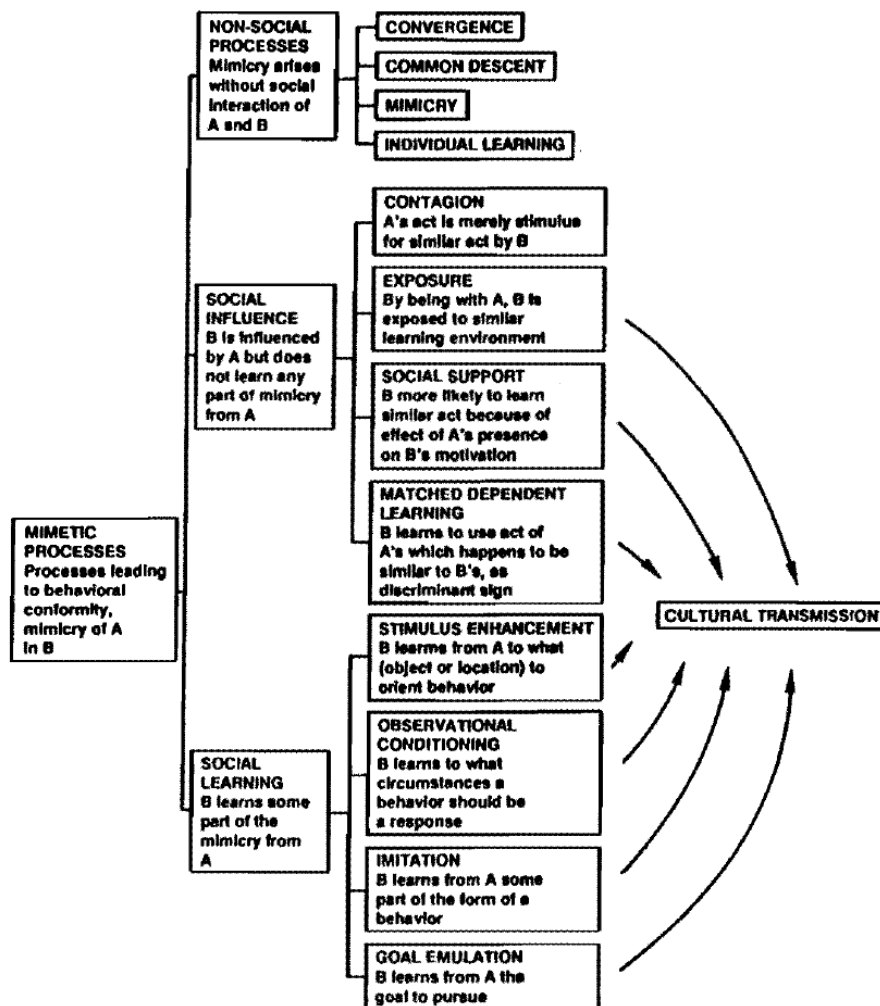 NON-SOCIAL
PROCESSES
Mimicry arises
without social
interaction of
A and B
CONVERGENCE
COMMON DESCENT
MIMICRY
INDIVIDUAL LEARNING
CONTAGION
A's act is merely stimulus
for similar act by B
EXPOSURE
By being with A, B is
exposed to similar
learning environment
SOCIAL
INFLUENCE
B is influenced
by A but does
not learn any
part of mimicry
from A
SOCIAL SUPPORT
B more likely to learn
similar act because of
effect of A's presence
on B's motivation
MATCHED DEPENDENT
LEARNING
B learns to use act of
A's which happens to be
similar to B's, as
discriminant sign
MIMETIC
PROCESSES
Processes leading
to behavioral
conformity,
mimicry of A
in B
CULTURAL TRANSMISSION
STIMULUS ENHANCEMENT
B learns from A to what
(object or location) to
orient behavior
OBSERVATIONAL
CONDITIONING
B learns to what
circumstances a
behavior should be
a response
SOCIAL
LEARNING
B learns some
part of the
mimicry from
A
IMITATION
B learns from A some
part of the form of a
behavior
GOAL EMULATION
B learns from A the
goal to pursue